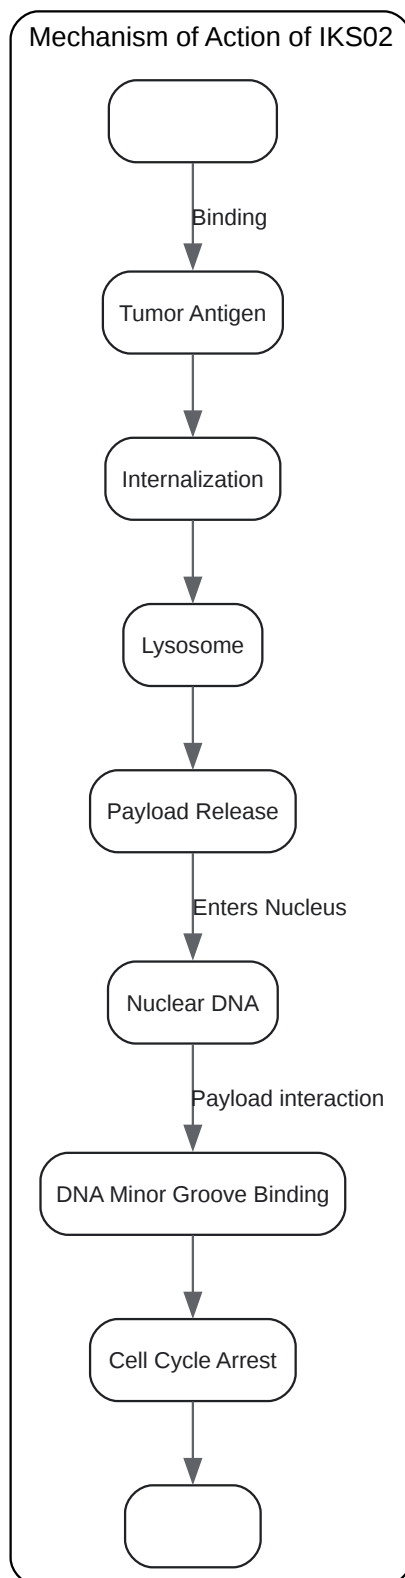 Mechanism of Action of IKS02
Binding
Tumor Antigen
Internalization
Lysosome
Payload Release
Enters Nucleus
Nuclear DNA
Payload interaction
DNA Minor Groove Binding
Cell Cycle Arrest